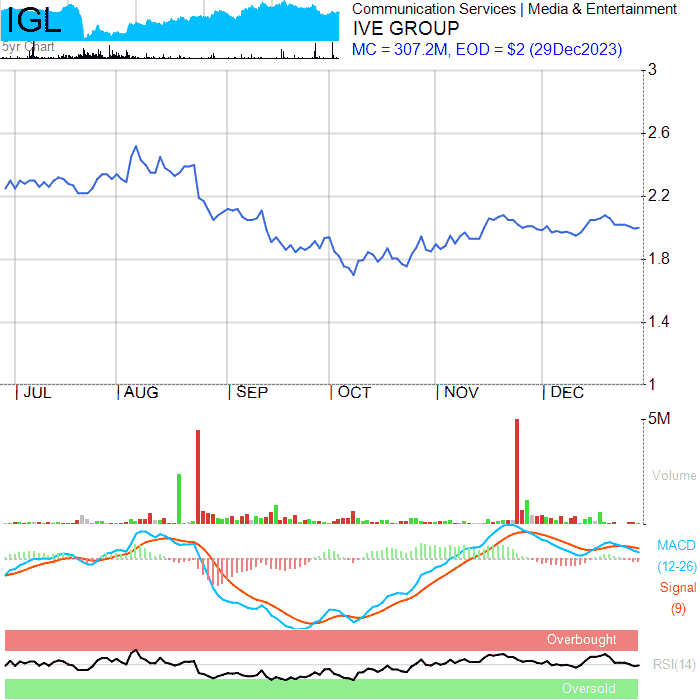 IGL
5yr Chart
Communication Services | Media & Entertainment
IVE GROUP
MC = 307.2M, EOD = $2 (29Dec2023)
3
2.6
2.2
1.8
1.4
1
JUL AUG SEP OCT NOV DEC
5M
Volume
MACD
(12-26)
Signal
(9)
Overbought
RSI(14)
Oversold